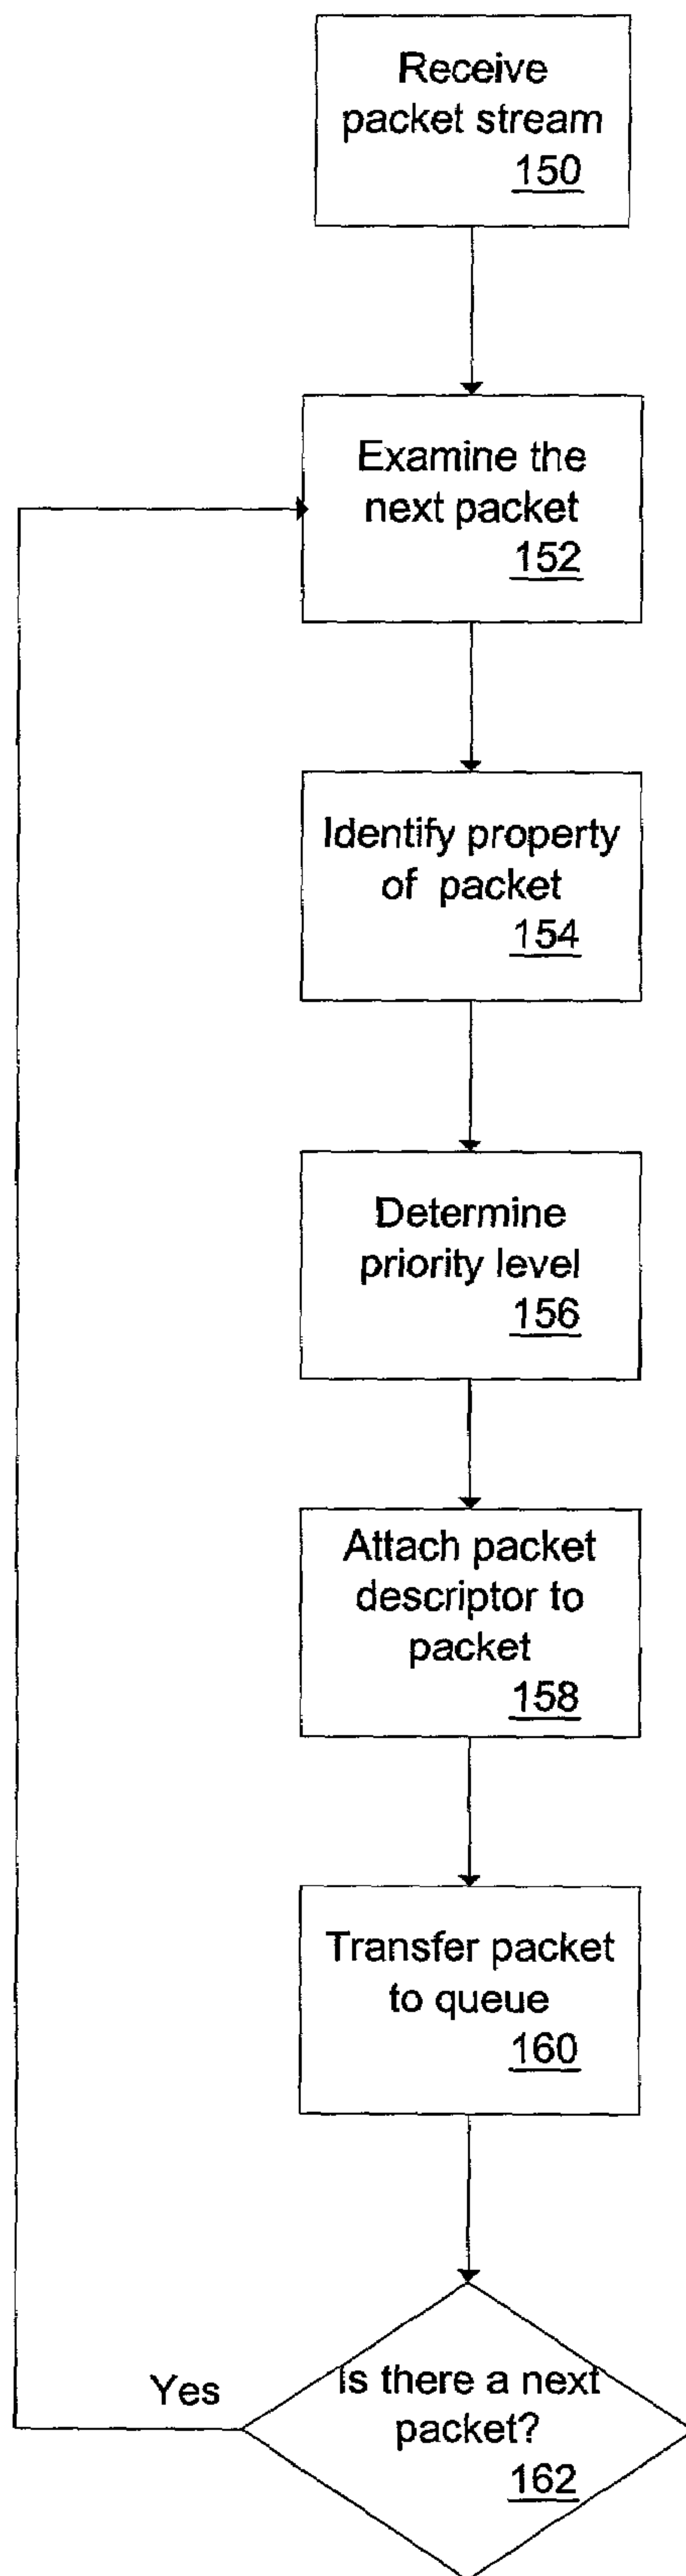 Receive
packet stream
150
Examine the
next packet
152
Identify property
of packet
154
Determine
priority level
156
Attach packet
descriptor to
packet
158
Transfer packet
to queue
160
Yes
Is there a next
packet?
162